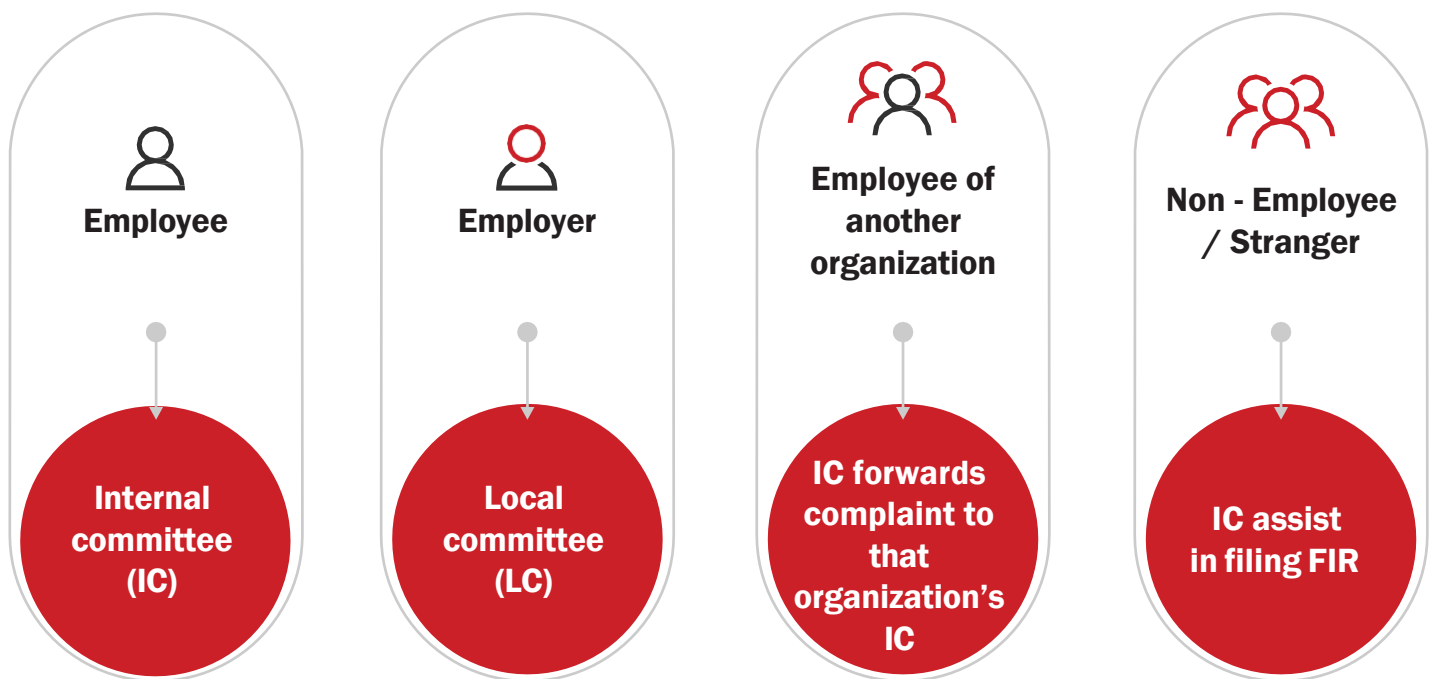 Employee
Internal
committee
(IC)
Employer
Local
committee
(LC)
Employee of
another
organization
IC forwards
complaint to
that
organization’s
IC
Non - Employee
/ Stranger
IC assist
in filing FIR